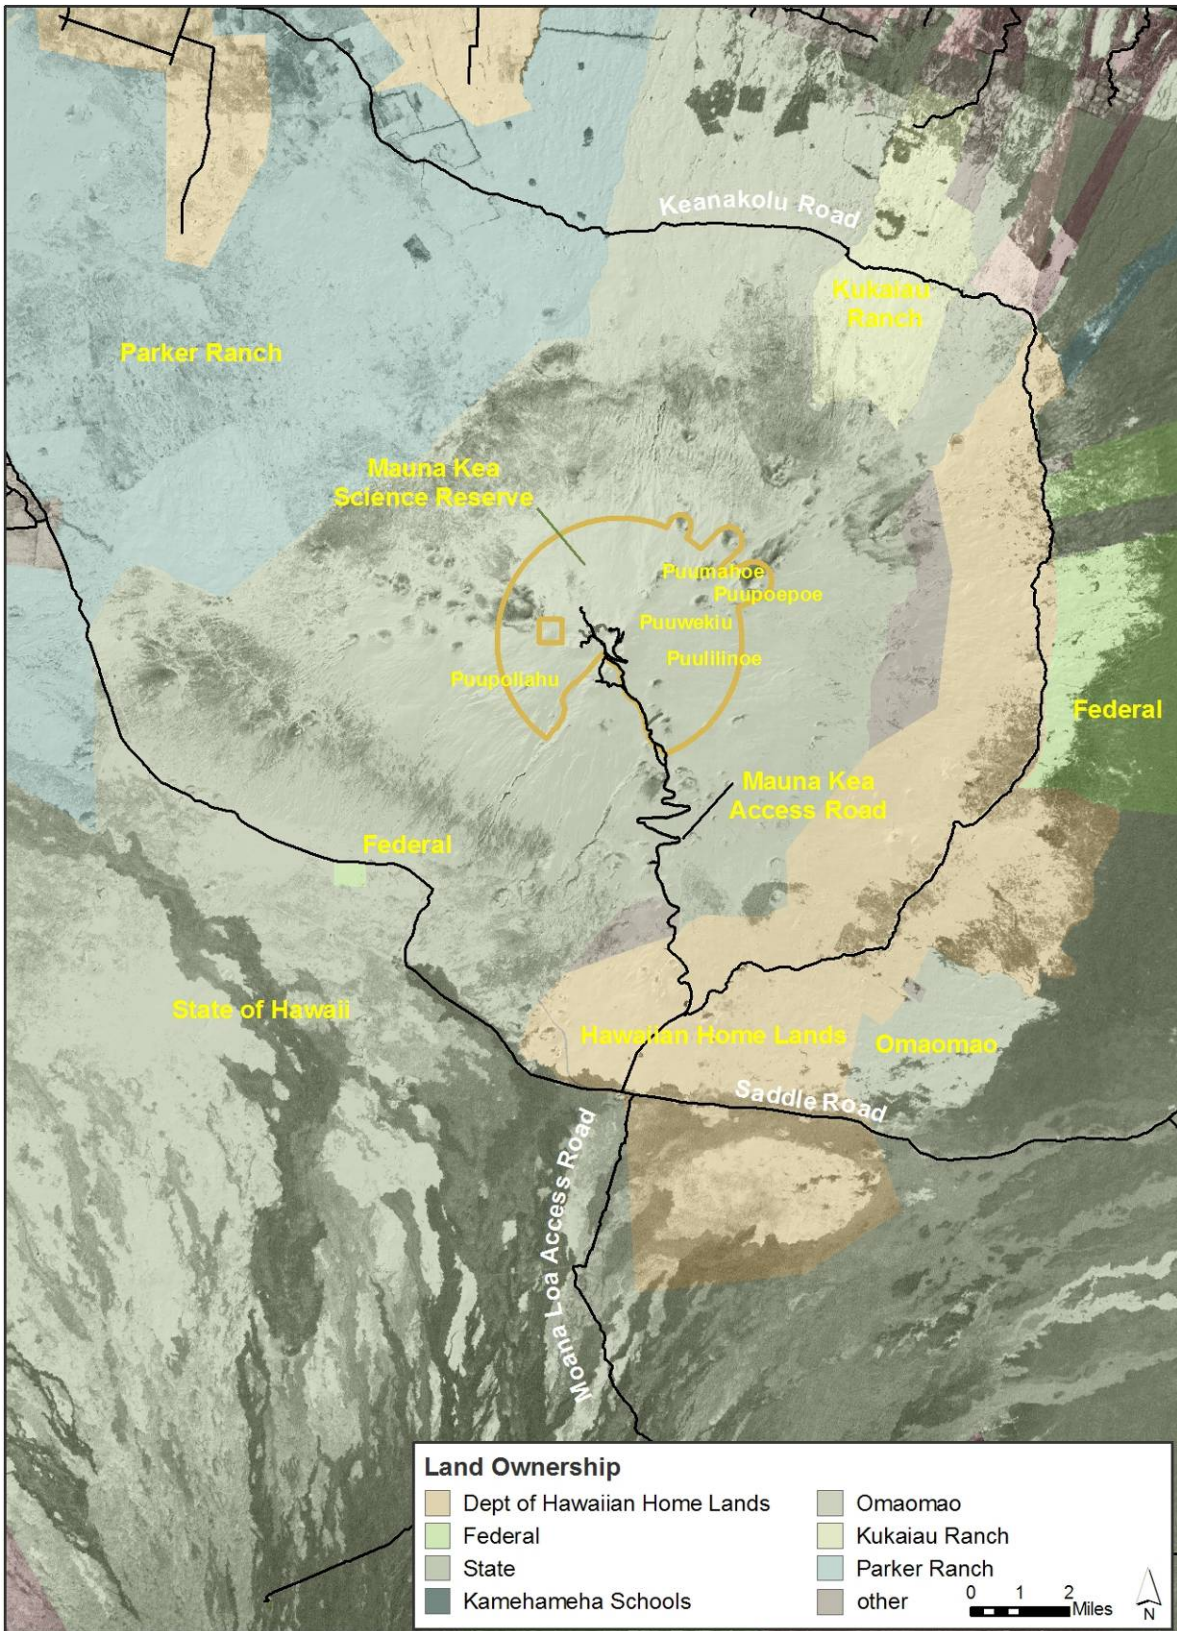 Keanakolu Road
Kukaiau
Ranch
Parker Ranch
Mauna Kea
Science Reserve
Puumahoe
Puupoepoe
Puuwekiu
Puulilinoe
Puupoliahu
Federal
Mauna Kea
Access Road
Federal
State of Hawaii
Hawaiian Home Lands
Omaomao
Saddle Road
Moana Loa Access Road
Land Ownership
Dept of Hawaiian Home Lands
Federal
State
Kamehameha Schools
Omaomao
Kukaiau Ranch
Parker Ranch
other
0 1 2
Miles
N